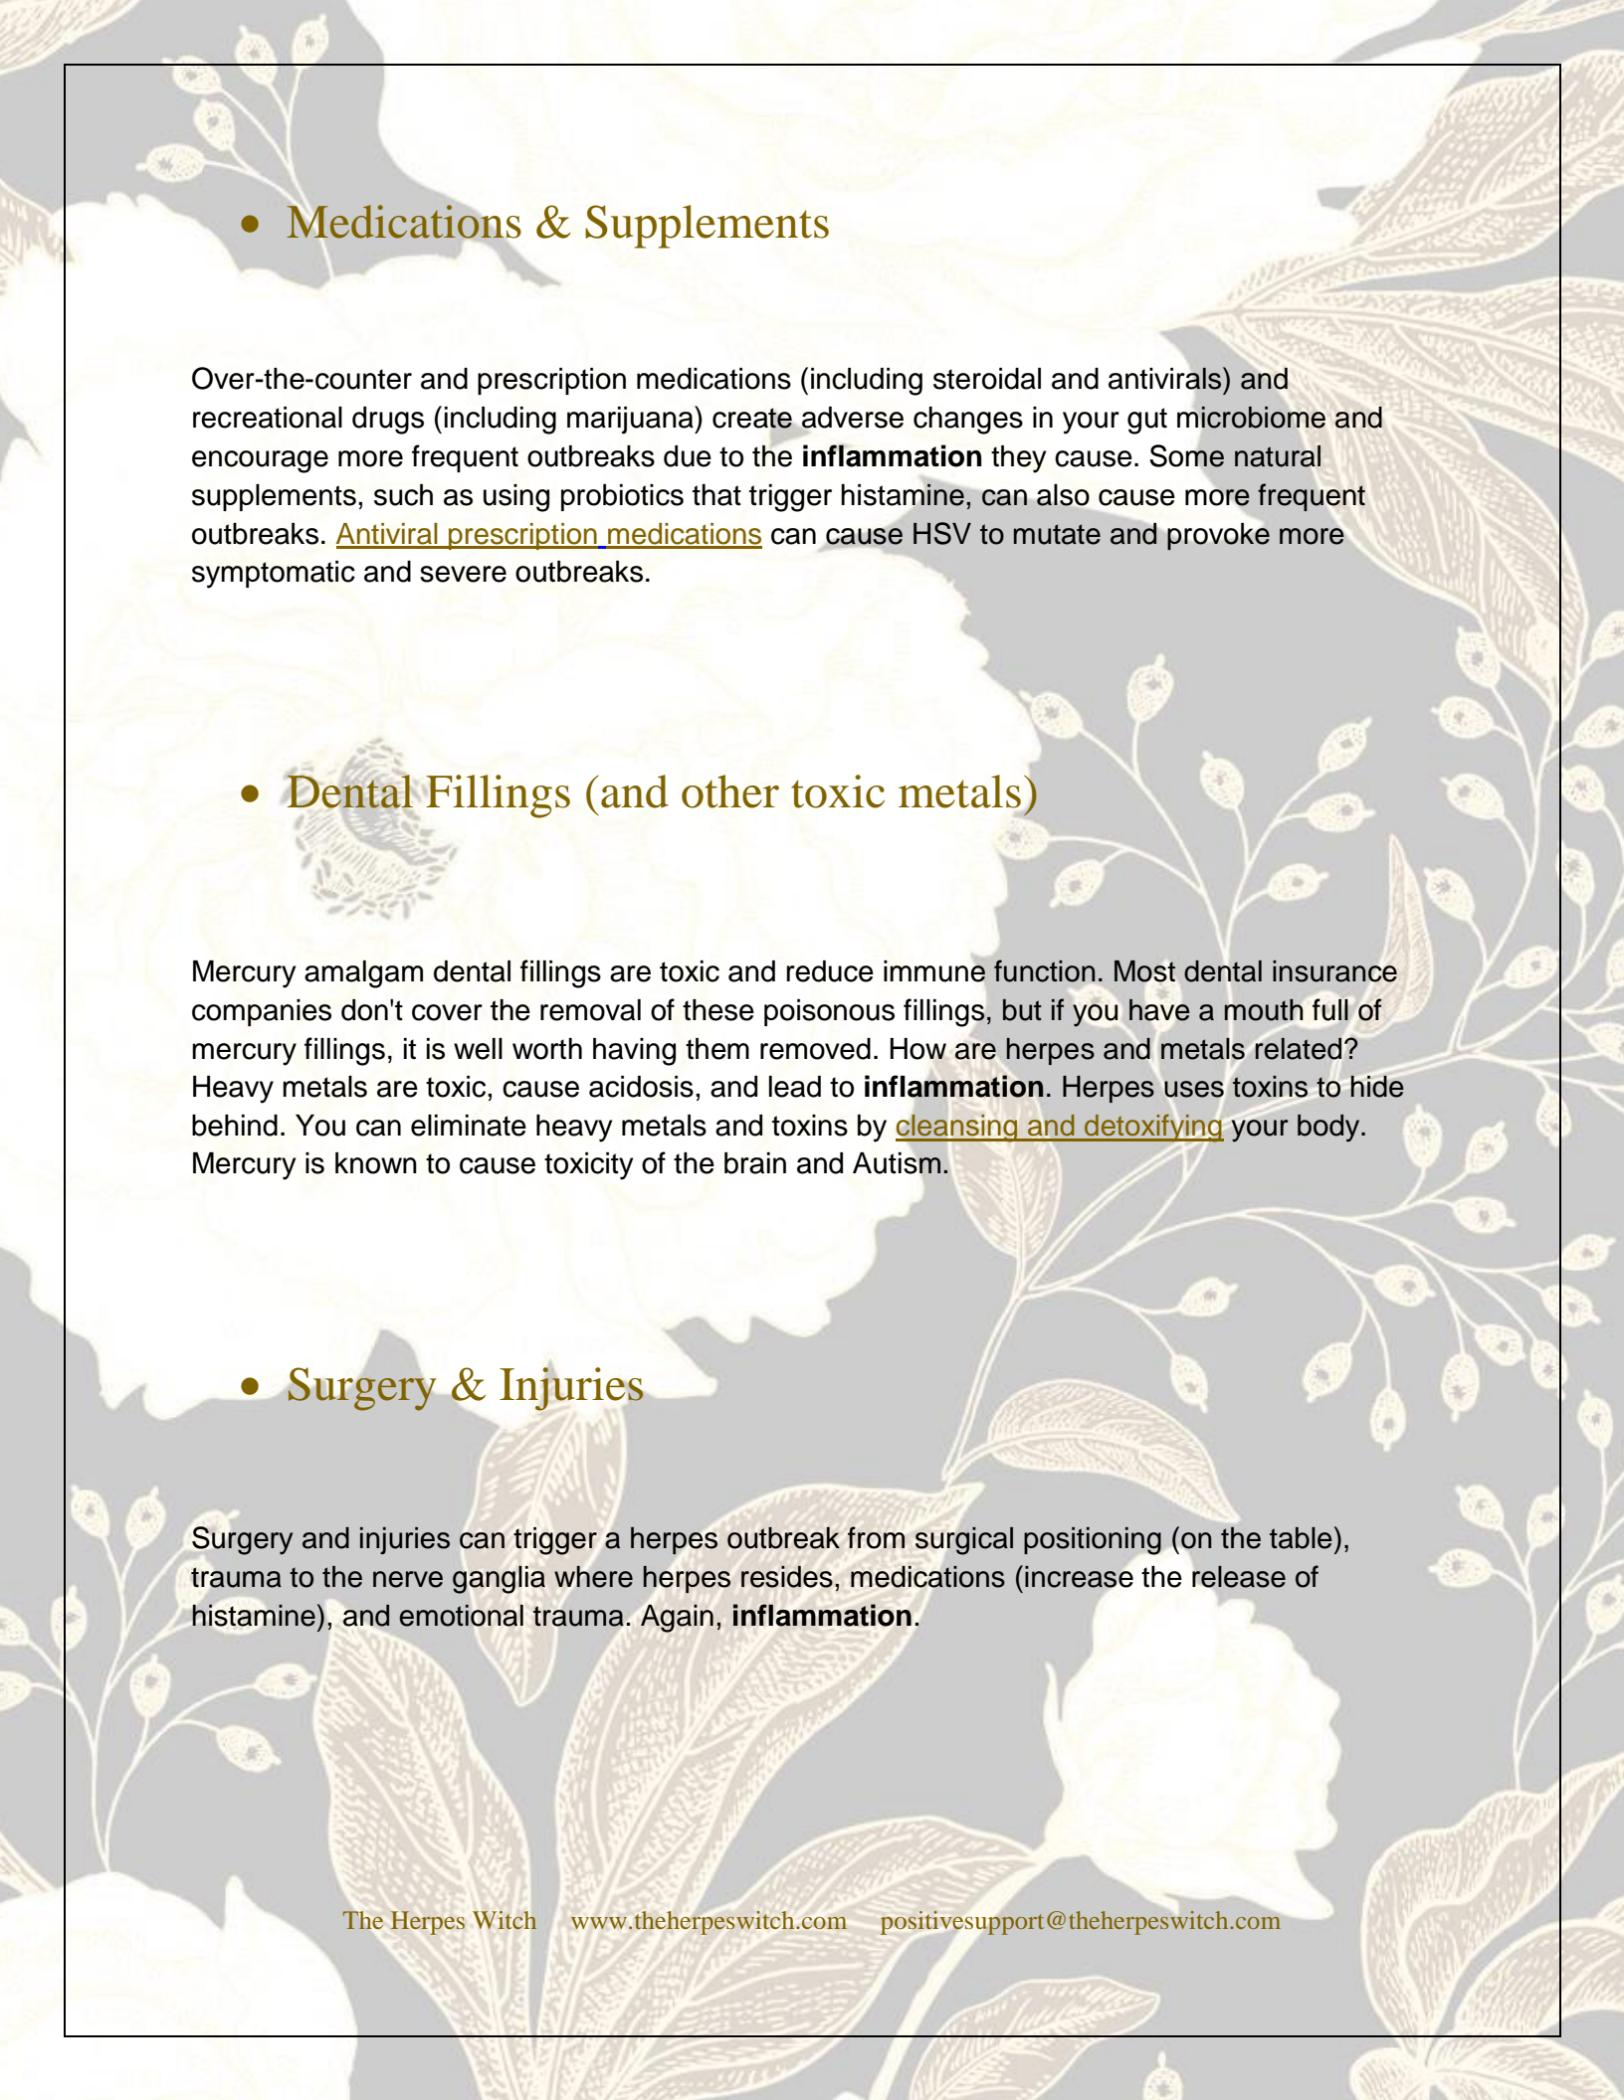 • Medications & Supplements
Over-the-counter and prescription medications (including steroidal and antivirals) and
recreational drugs (including marijuana) create adverse changes in your gut microbiome and
encourage more frequent outbreaks due to the inflammation they cause. Some natural
supplements, such as using probiotics that trigger histamine, can also cause more frequent
outbreaks. Antiviral prescription medications can cause HSV to mutate and provoke more
symptomatic and severe outbreaks.
• Dental Fillings (and other toxic metals)
Mercury amalgam dental fillings are toxic and reduce immune function. Most dental insurance
companies don't cover the removal of these poisonous fillings, but if you have a mouth full of
mercury fillings, it is well worth having them removed. How are herpes and metals related?
Heavy metals are toxic, cause acidosis, and lead to inflammation. Herpes uses toxins to hide
behind. You can eliminate heavy metals and toxins by cleansing and detoxifying your body.
Mercury is known to cause toxicity of the brain and Autism.
• Surgery & Injuries
Surgery and injuries can trigger a herpes outbreak from surgical positioning (on the table),
trauma to the nerve ganglia where herpes resides, medications (increase the release of
histamine), and emotional trauma. Again, inflammation.
The Herpes Witch www.theherpeswitch.com positivesupport@theherpeswitch.com